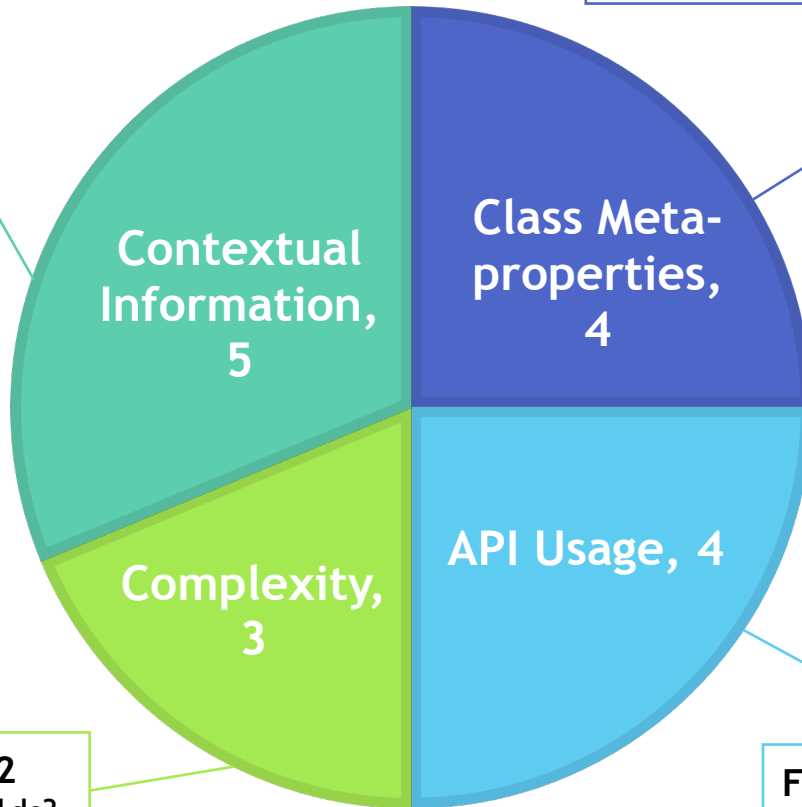 Contextual
Information,
5
Class Meta-
properties,
4
API Usage, 4
Complexity,
3
2
F